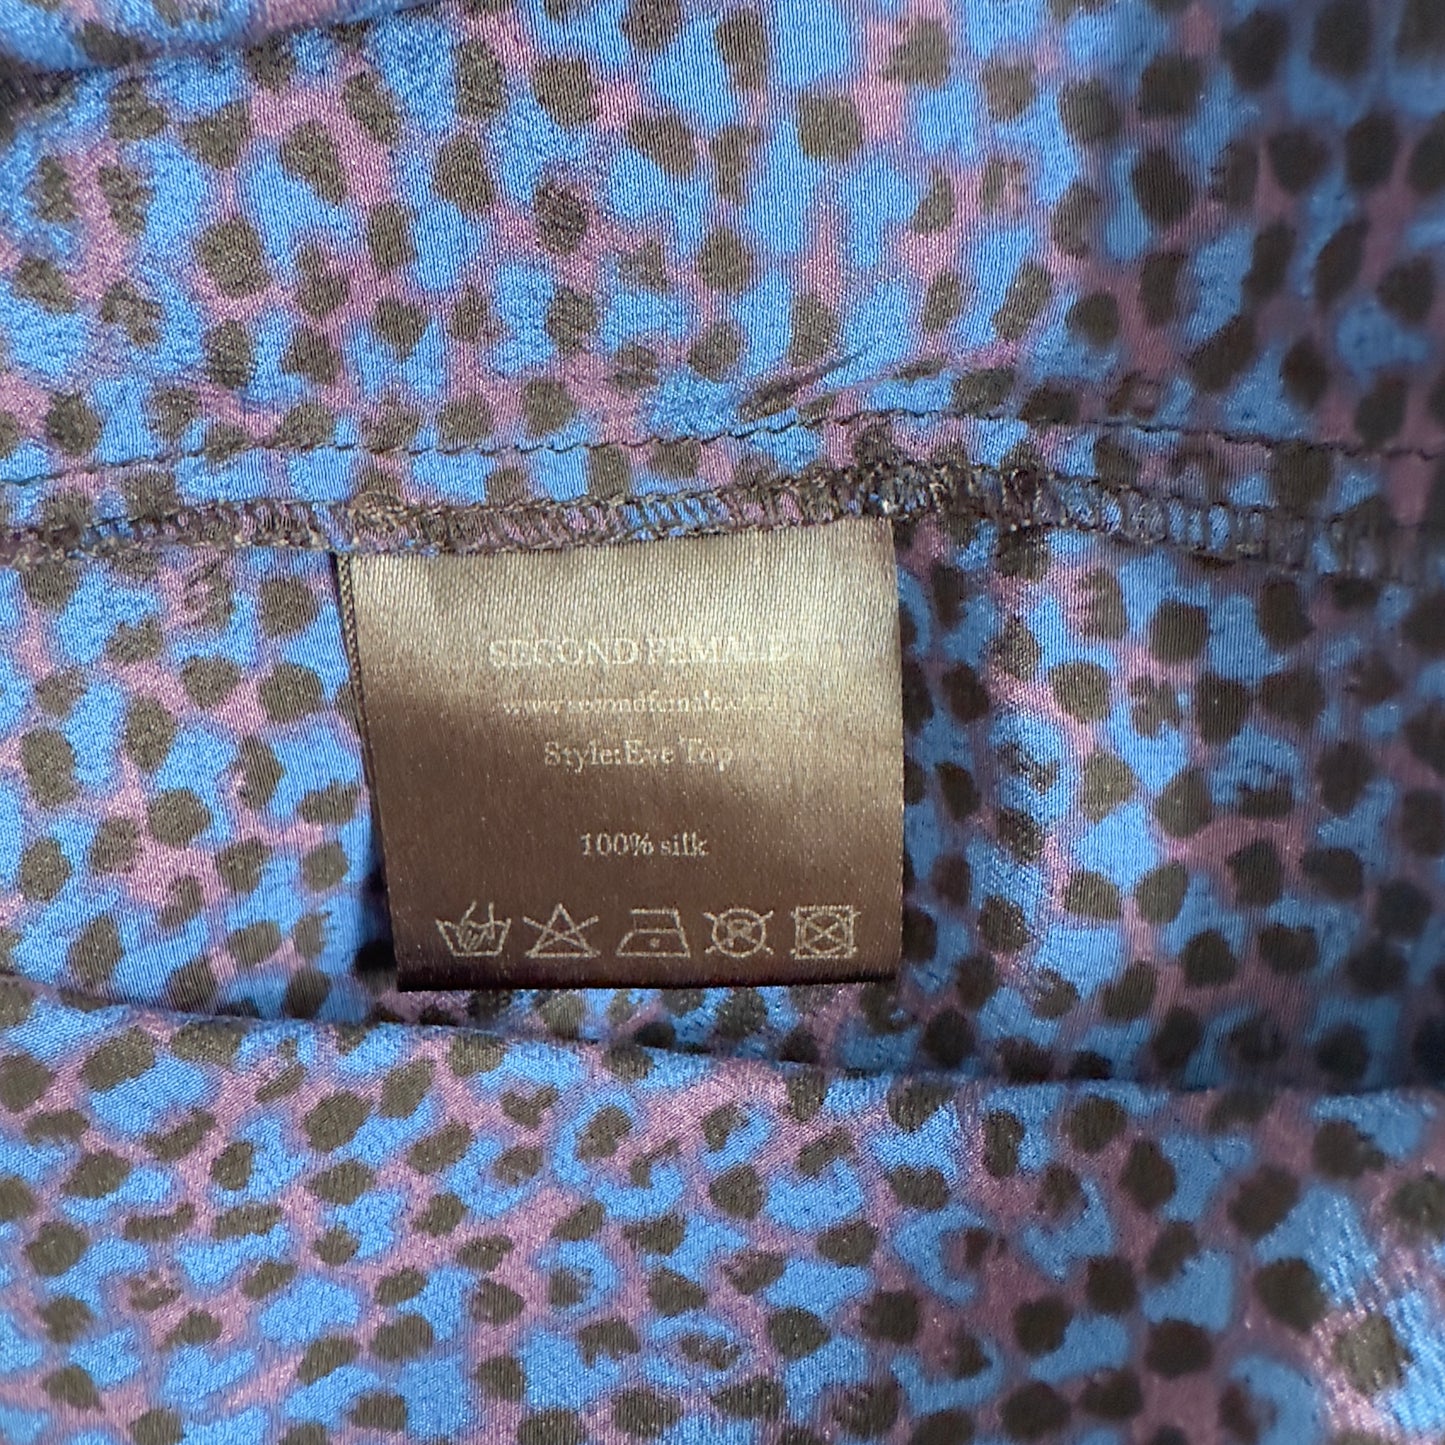 SECOND FEMALE
www.secondfemale.com
Style:Eve Top
100% silk